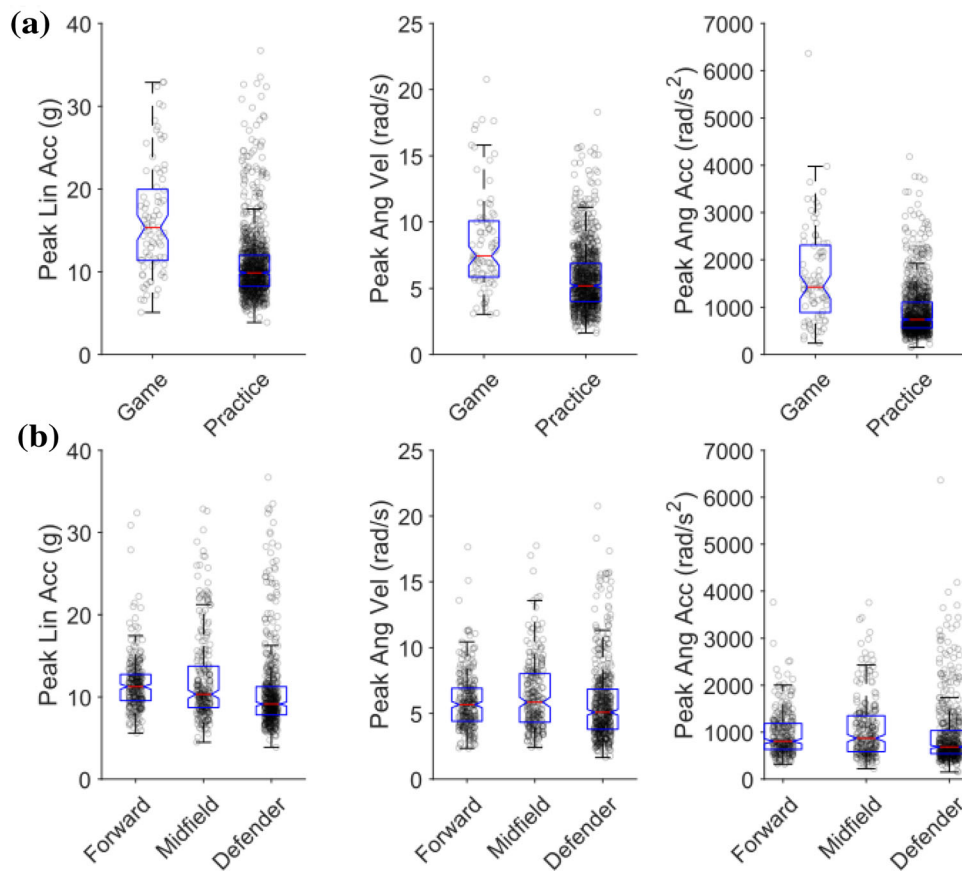 (a)
Peak Lin Acc (g)
40
30
20
10
0
Game
Practice
Peak Ang Vel (rad/s)
25
20
15
10
5
0
Game
Practice
Peak Ang Acc (rad/s²)
7000
6000
5000
4000
3000
2000
1000
0
Game
Practice
(b)
Peak Lin Acc (g)
40
30
20
10
0
Forward
Midfield
Defender
Peak Ang Vel (rad/s)
25
20
15
10
5
0
Forward
Midfield
Defender
Peak Ang Acc (rad/s²)
7000
6000
5000
4000
3000
2000
1000
0
Forward
Midfield
Defender